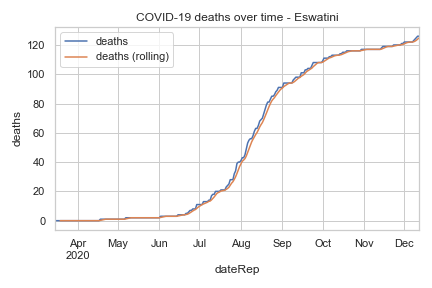 COVID-19 deaths over time - Eswatini
deaths
deaths (rolling)
deaths
120
100
80
60
40
20
0
Apr
2020
May
Jun
Jul
Aug
Sep
Oct
Nov
Dec
dateRep